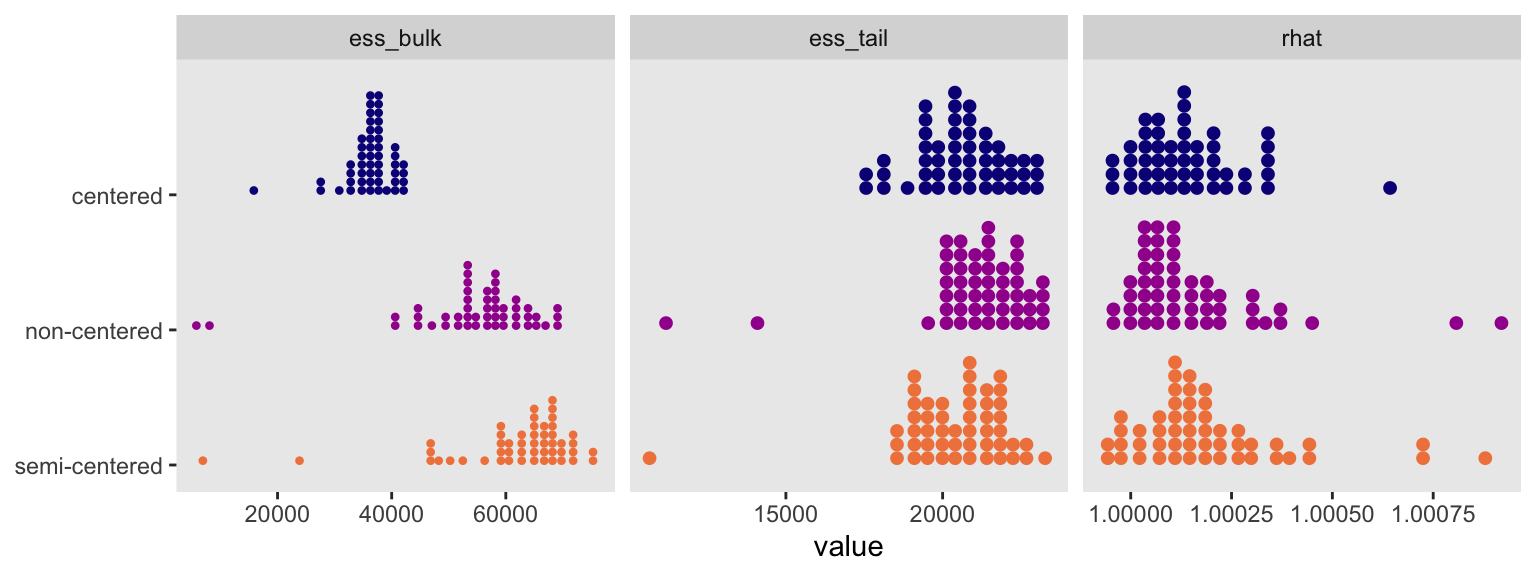 ess_bulk
ess_tail
rhat
centered
non-centered
semi-centered
20000 40000 60000
15000 20000
1.00000 1.00025 1.00050 1.00075
value